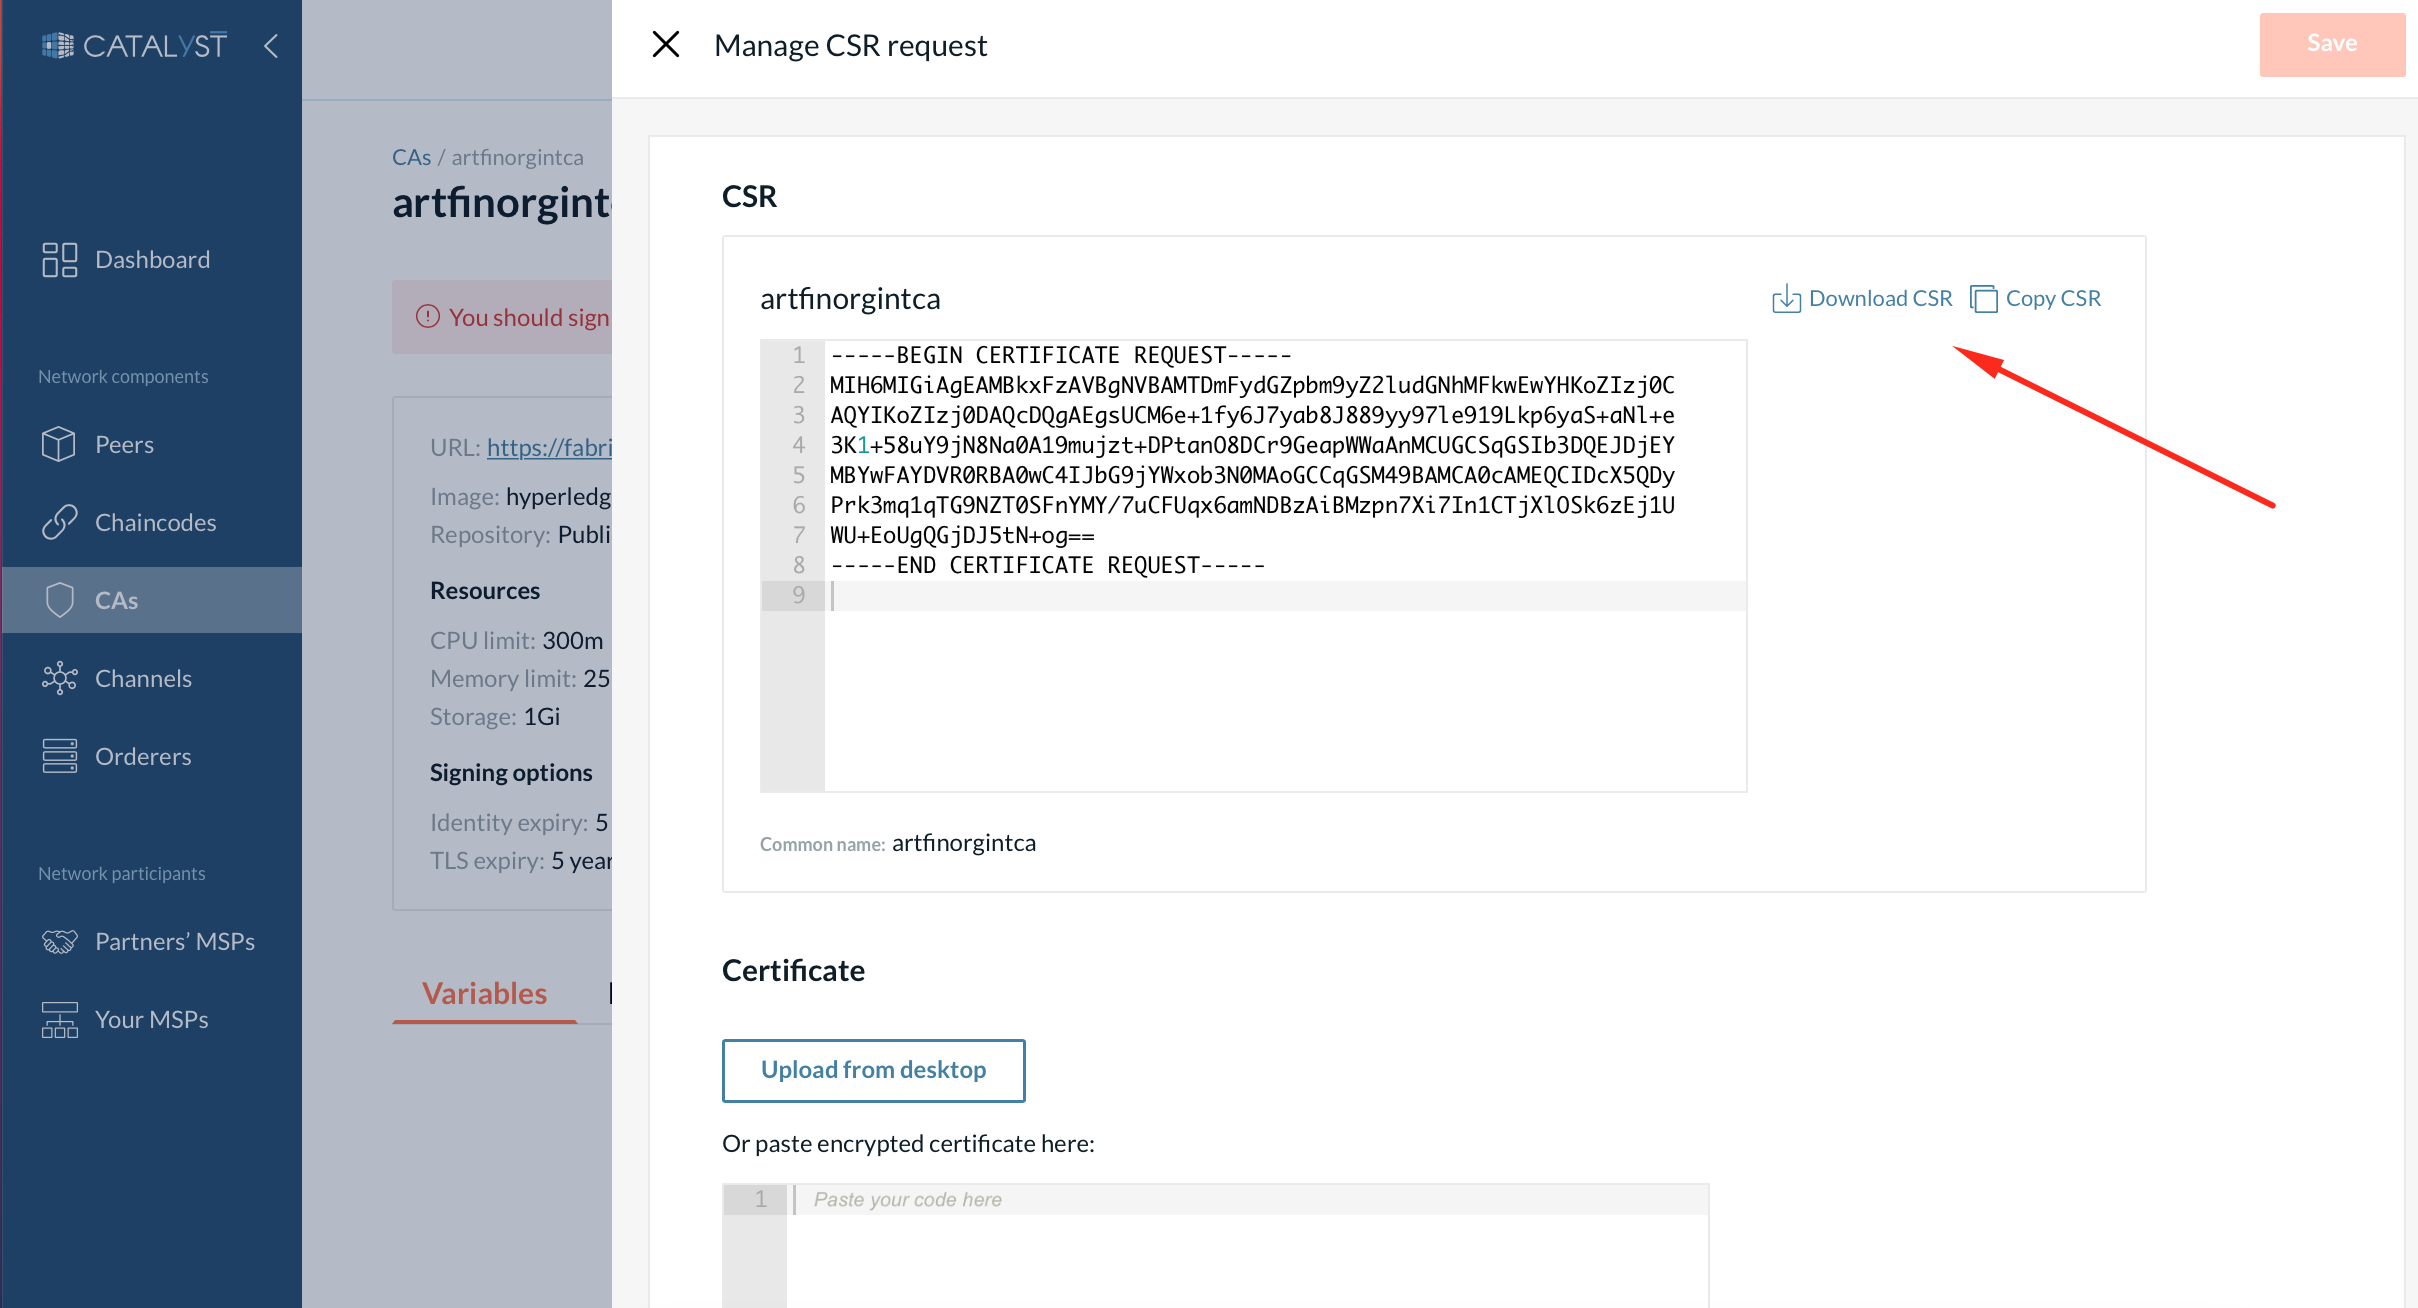 CATALYST
Dashboard
Network components
Peers
Chaincodes
CAs
Channels
Orderers
Network participants
Partners’ MSPs
Your MSPs
CAs / artfinorgintca
artfinorgint
You should sign
URL: https://fabri
Image: hyperledg
Repository: Publi
Resources
CPU limit: 300m
Memory limit: 25
Storage: 1Gi
Signing options
Identity expiry: 5
TLS expiry: 5 year
Variables
Manage CSR request
Save
CSR
artfinorgintca
Download CSR
Copy CSR
1 -----BEGIN CERTIFICATE REQUEST-----
2 MIH6MIGiAgEAMBkxFzAVBgNVBAMTDmFydGZpbm9yZ2ludGNhMFkwEwYHKoZIzj0C
3 AQYIKoZIzj0DAQcDQgAEgsUCM6e+1fy6J7yab8J889yy97le919Lkp6yaS+aNl+e
4 3K1+58uY9jN8Na0A19mujzt+DPtanO8DCr9GeapWWaAnMCUGCSqGSIb3DQEJDjEY
5 MBYwFAYDVR0RBA0wC4IJbG9jYWxob3N0MAoGCCqGSM49BAMCA0cAMEQCIDcX5QDy
6 Prk3mq1qTG9NZT0SFnYMY/7uCFUqx6amNDBzAiBMzpn7Xi7In1CTjXlOSk6zEj1U
7 WU+EoUgQGjDJ5tN+og==
8 -----END CERTIFICATE REQUEST-----
9
Common name: artfinorgintca
Certificate
Upload from desktop
Or paste encrypted certificate here:
1 Paste your code here